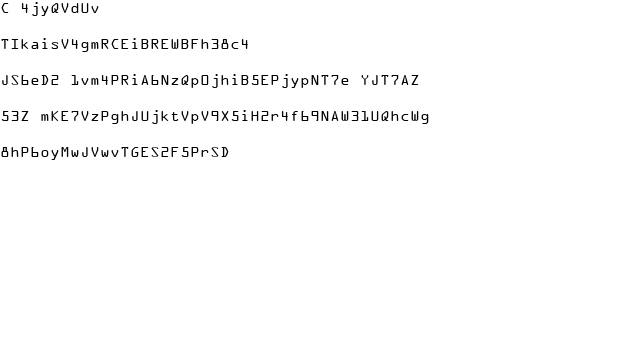 C 4jyQVdUv
TIkaisV4gmRCEiBREWBFh38c4
JS6eD2 1vm4PRiA6NzQpOjhiB5EPjypNT7e YJT7AZ
53Z mKE7VzPghJUjktVpV9X5iH2r4f69NAW31UQhcWg
8hP6oyMwJVwvTGES2F5PrSD